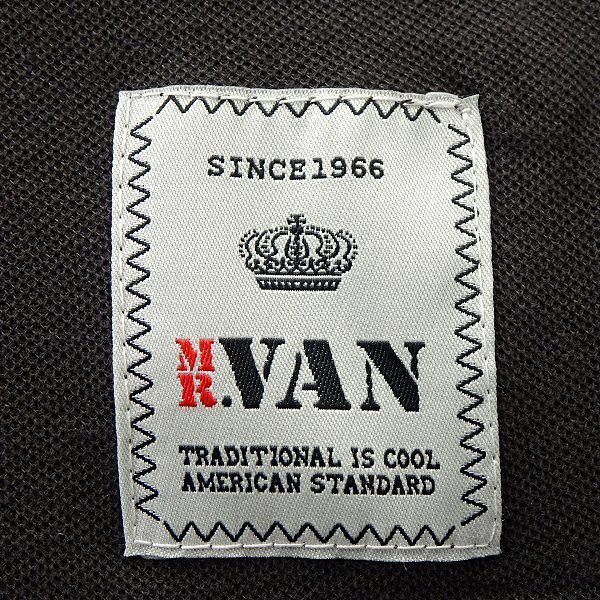 SINCE1966
MR.VAN
TRADITIONAL IS COOL
AMERICAN STANDARD